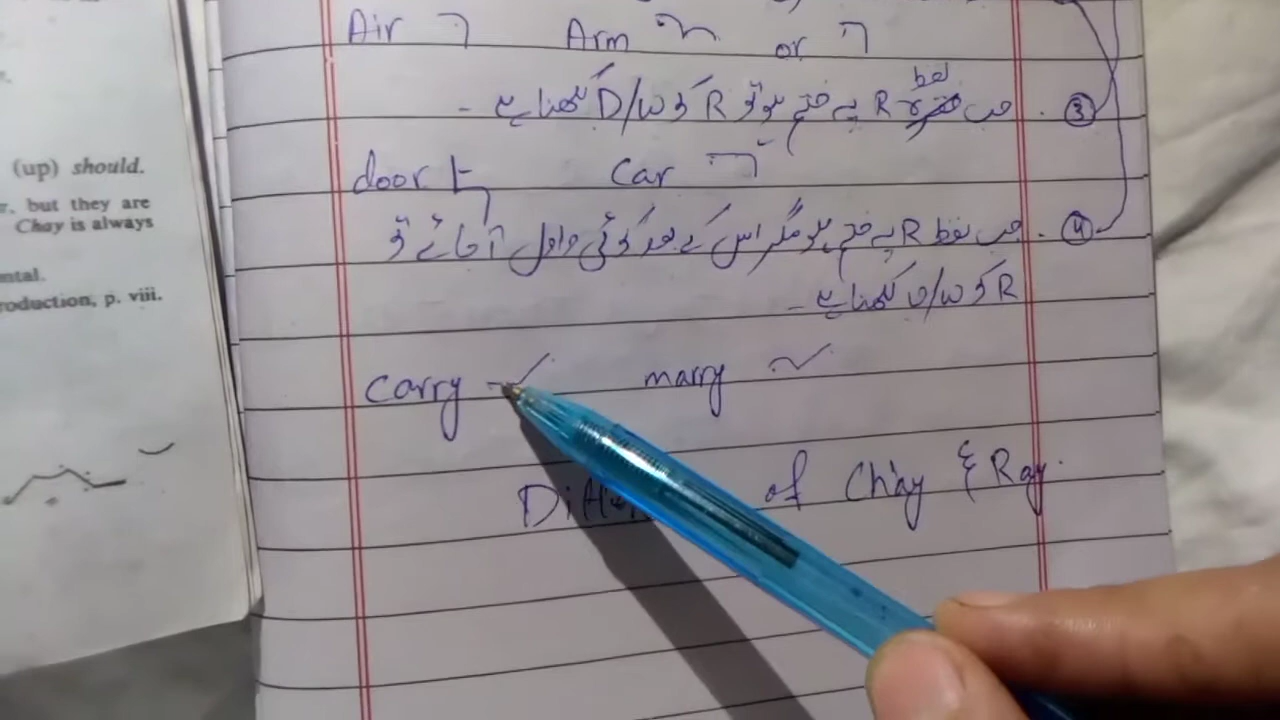 (up) should.
r, but they are
Chay is always
ntal.
roduction, p. viii.
Air Arm or
③ . جب لفظ R پہ ختم ہو تو R کو D/W لکھنا ہے -
door Car
④ . جب لفظ R پہ ختم ہو مگر اس کے بعد کوئی واول آ جائے تو
R کو U/W لکھنا ہے -
Carry marry
of Chay & Ray.